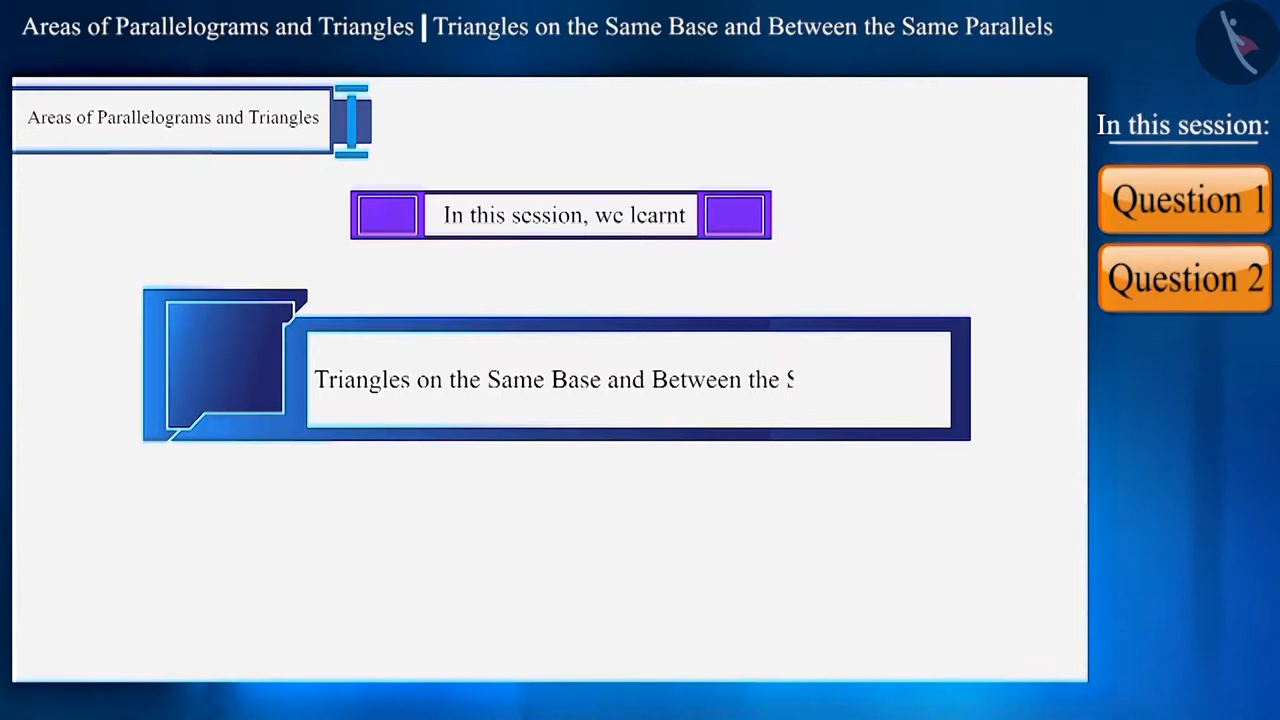 Areas of Parallelograms and Triangles | Triangles on the Same Base and Between the Same Parallels
In this session:
Areas of Parallelograms and Triangles
Question 1
In this session, we learnt
Question 2
Triangles on the Same Base and Between the S